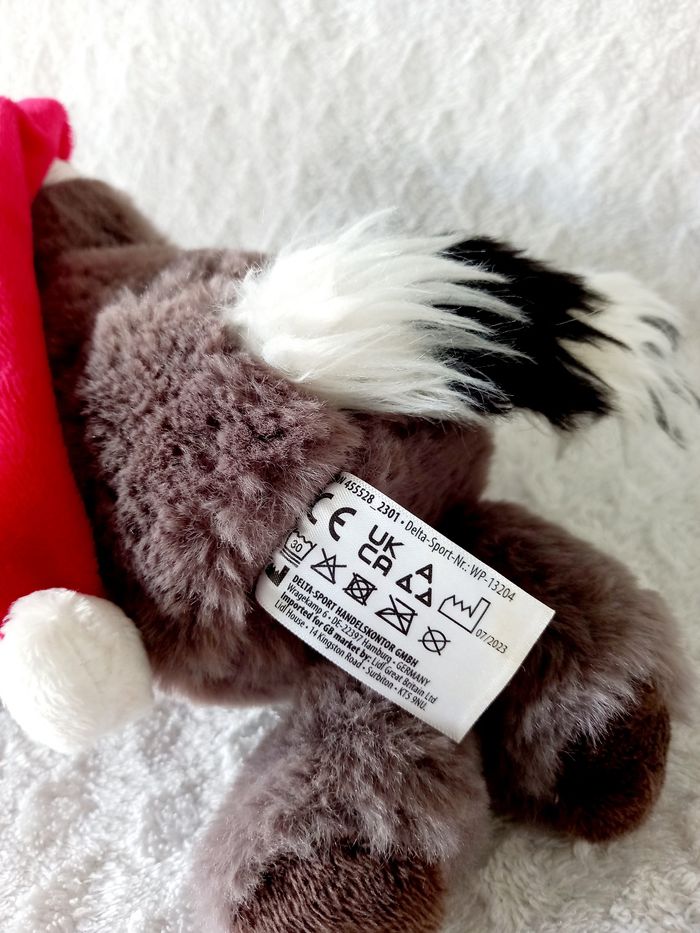 455528_2301 • Delta-Sport-Nr.: WP-13204
CE UK
CA
30
07/2023
DELTA-SPORT HANDELSKONTOR GMBH
Wragekamp 6 • DE-22397 Hamburg • GERMANY
Imported for GB market by: Lidl Great Britain Ltd
Lidl House • 14 Kingston Road • Surbiton • KT5 9NU.